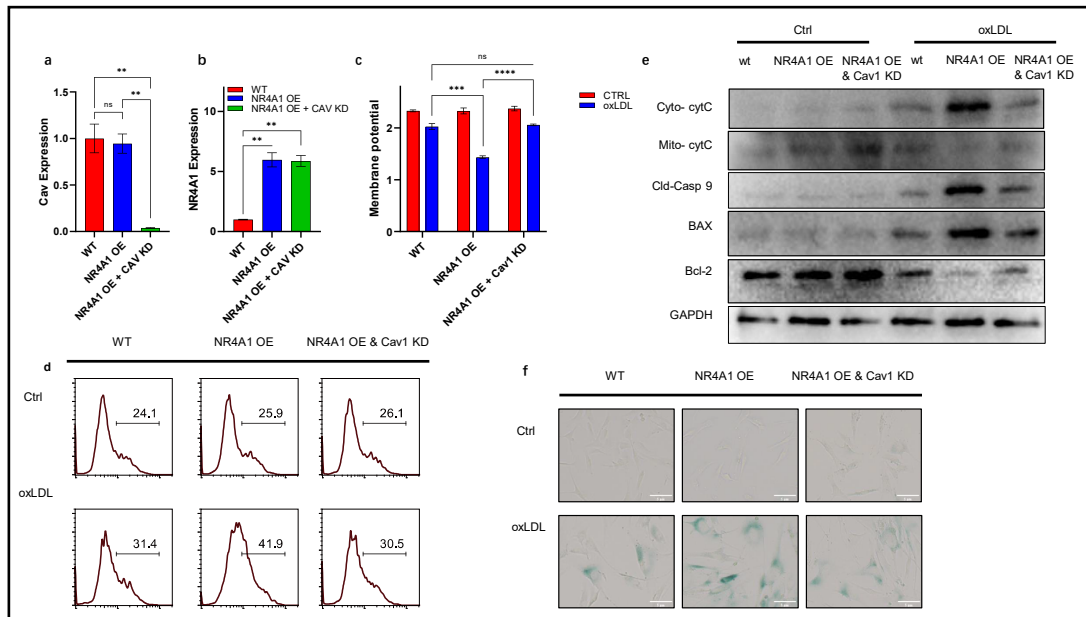 a
Cav Expression
**
**
ns
1.5
1.0
0.5
0.0
WT
NR4A1 OE
NR4A1 OE + CAV KD
b
WT
NR4A1 OE
NR4A1 OE + CAV KD
NR4A1 Expression
**
**
10
5
0
WT
NR4A1 OE
NR4A1 OE + CAV KD
c
Membrane potential
ns
***
****
2
1
0
WT
NR4A1 OE
NR4A1 OE + Cav1 KD
CTRL
oxLDL
d
WT NR4A1 OE NR4A1 OE & Cav1 KD
Ctrl
24.1 25.9 26.1
oxLDL
31.4 41.9 30.5
e
Ctrl oxLDL
wt NR4A1 OE NR4A1 OE & Cav1 KD wt NR4A1 OE NR4A1 OE & Cav1 KD
Cyto- cytC
Mito- cytC
Cld-Casp 9
BAX
Bcl-2
GAPDH
f
WT NR4A1 OE NR4A1 OE & Cav1 KD
Ctrl
oxLDL